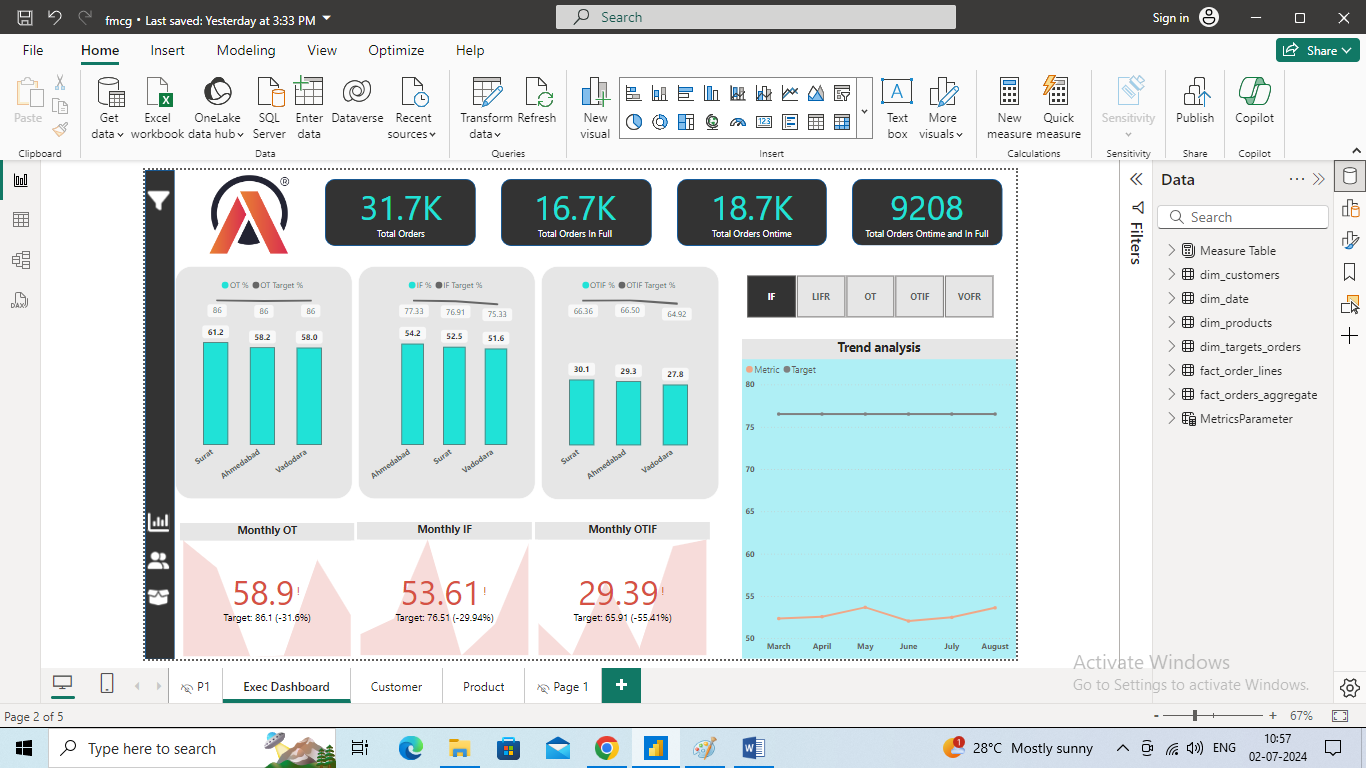 fmcg • Last saved: Yesterday at 3:33 PM
Search
Sign in
File Home Insert Modeling View Optimize Help
Share
Paste
Get data
Excel workbook
OneLake data hub
SQL Server
Enter data
Dataverse
Recent sources
Transform data
Refresh
New visual
Text box
More visuals
New measure
Quick measure
Sensitivity
Publish
Copilot
Clipboard Data Queries Insert Calculations Sensitivity Share Copilot
31.7K
Total Orders
16.7K
Total Orders In Full
18.7K
Total Orders Ontime
9208
Total Orders Ontime and In Full
OT % OT Target %
86 86 86
61.2 58.2 58.0
Surat Ahmedabad Vadodara
IF % IF Target %
77.33 76.91 75.33
54.2 52.5 51.6
Ahmedabad Surat Vadodara
OTIF % OTIF Target %
66.36 66.50 64.92
30.1 29.3 27.8
Surat Ahmedabad Vadodara
IF LIFR OT OTIF VOFR
Trend analysis
Metric Target
80
75
70
65
60
55
50
March April May June July August
Monthly OT
58.9!
Target: 86.1 (-31.6%)
Monthly IF
53.61!
Target: 76.51 (-29.94%)
Monthly OTIF
29.39!
Target: 65.91 (-55.41%)
Filters
Data
Search
Measure Table
dim_customers
dim_date
dim_products
dim_targets_orders
fact_order_lines
fact_orders_aggregate
MetricsParameter
DAX
®
Activate Windows
Go to Settings to activate Windows.
P1 Exec Dashboard Customer Product Page 1 +
Page 2 of 5
- + 67%
Type here to search
1
28°C Mostly sunny
ENG
10:57
02-07-2024